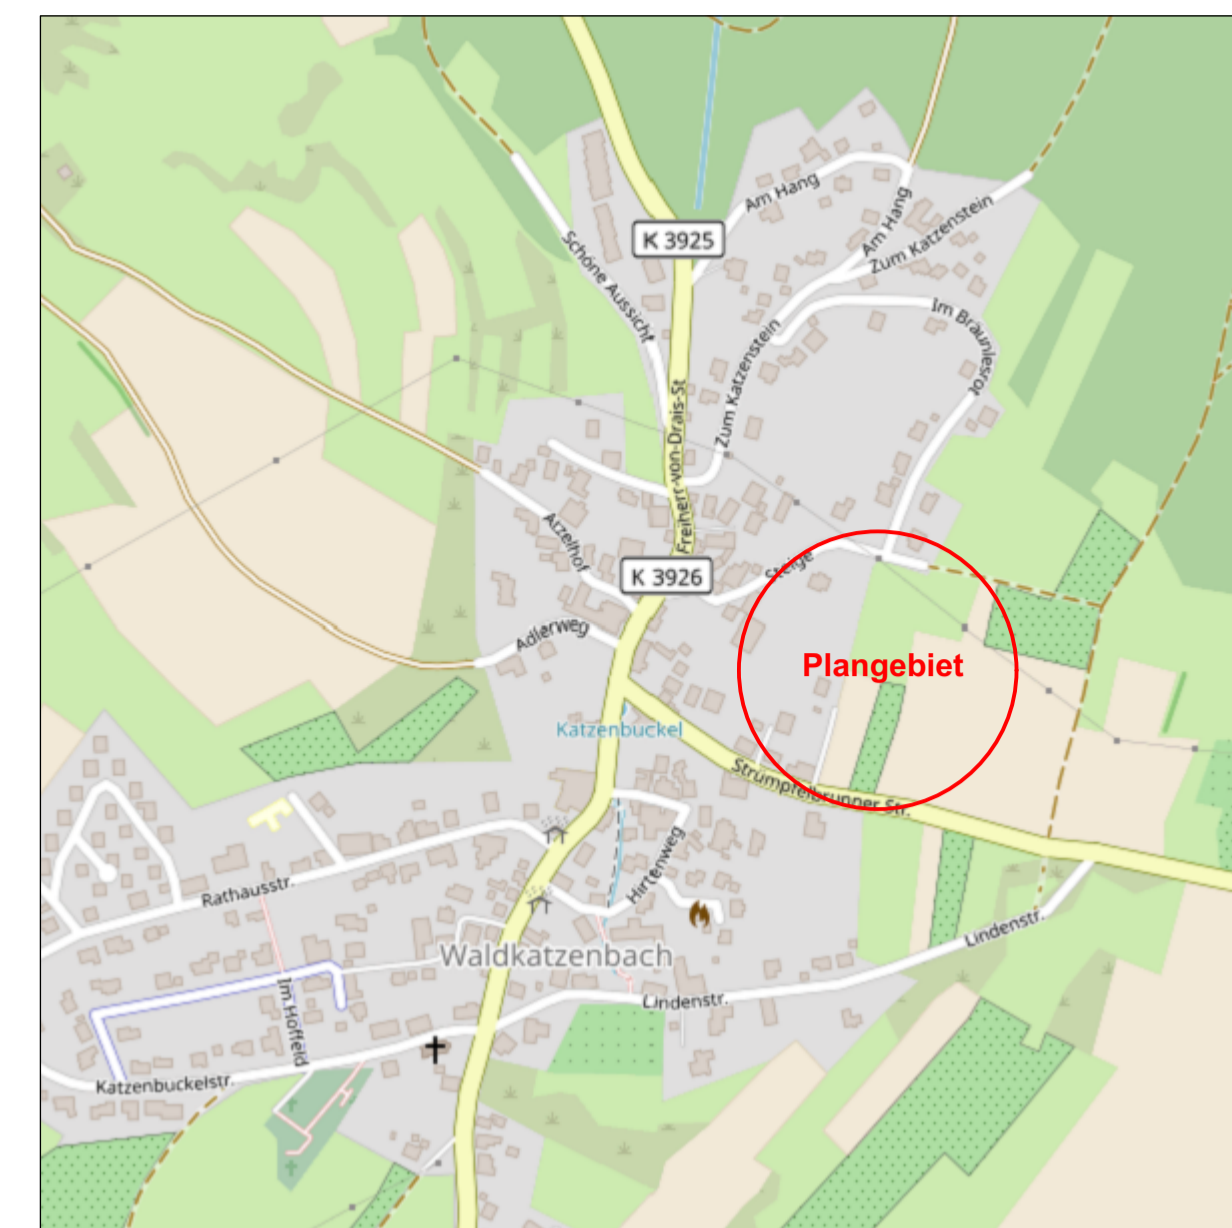 Am Hang
K 3925
Am Hang
Zum Katzenstein
Schöne Aussicht
Im Bräunlesrot
Zum Katzenstein
Freiherr-von-Drais-St
Atzelhof
K 3926
Steige
Adlerweg
Plangebiet
Katzenbuckel
Strümpfelbrunner Str.
Hirtenweg
Rathausstr.
Lindenstr.
Waldkatzenbach
Im Hoffeld
Lindenstr.
Katzenbuckelstr.